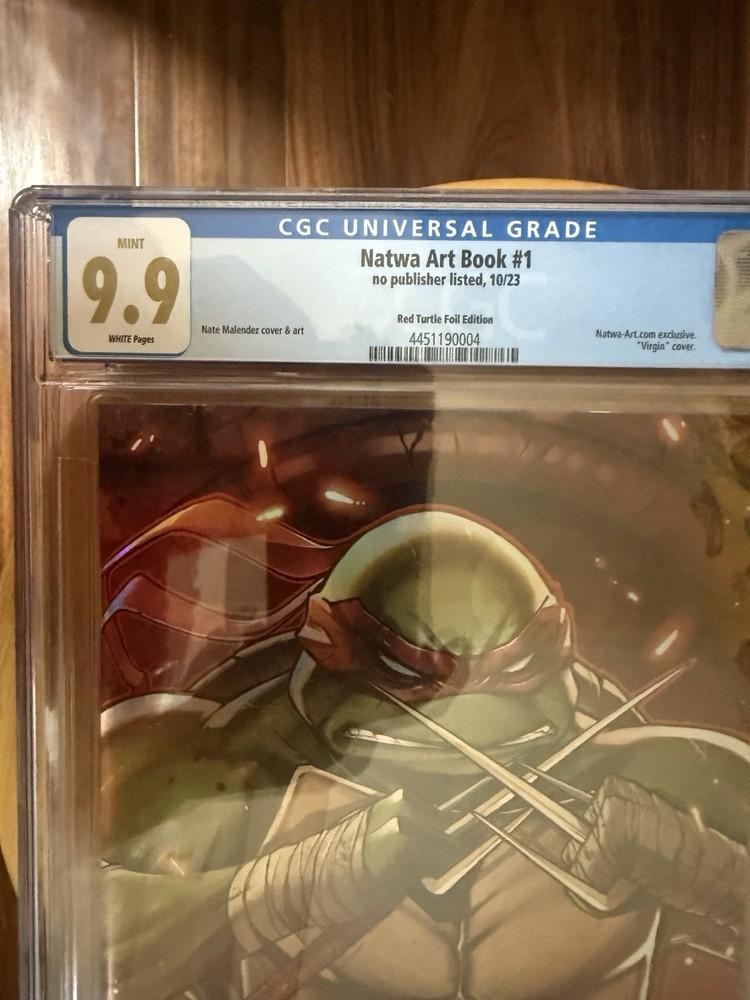 CGC UNIVERSAL GRADE
MINT
9.9
WHITE Pages
Natwa Art Book #1
no publisher listed, 10/23
Red Turtle Foil Edition
Nate Malendez cover & art
4451190004
Natwa-Art.com exclusive.
"Virgin" cover.
CGC